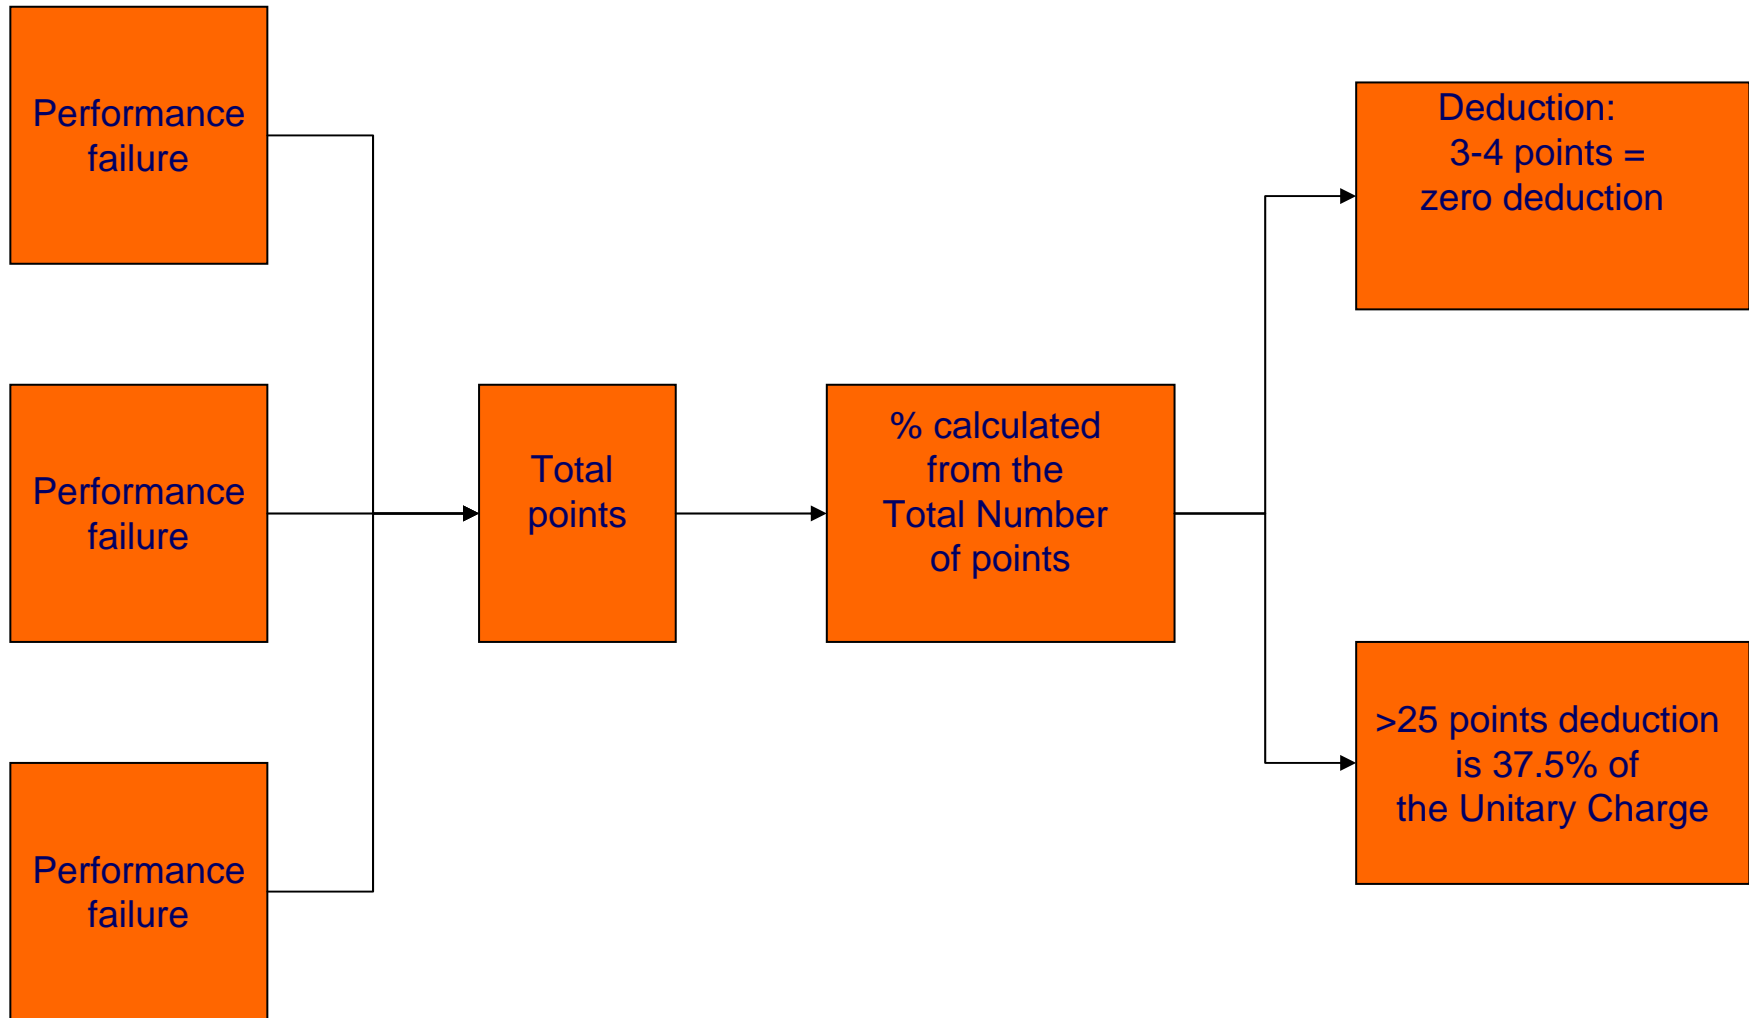 Performance
failure
Performance
failure
Performance
failure
Total
points
% calculated
from the
Total Number
of points
Deduction:
3-4 points =
zero deduction
>25 points deduction
is 37.5% of
the Unitary Charge